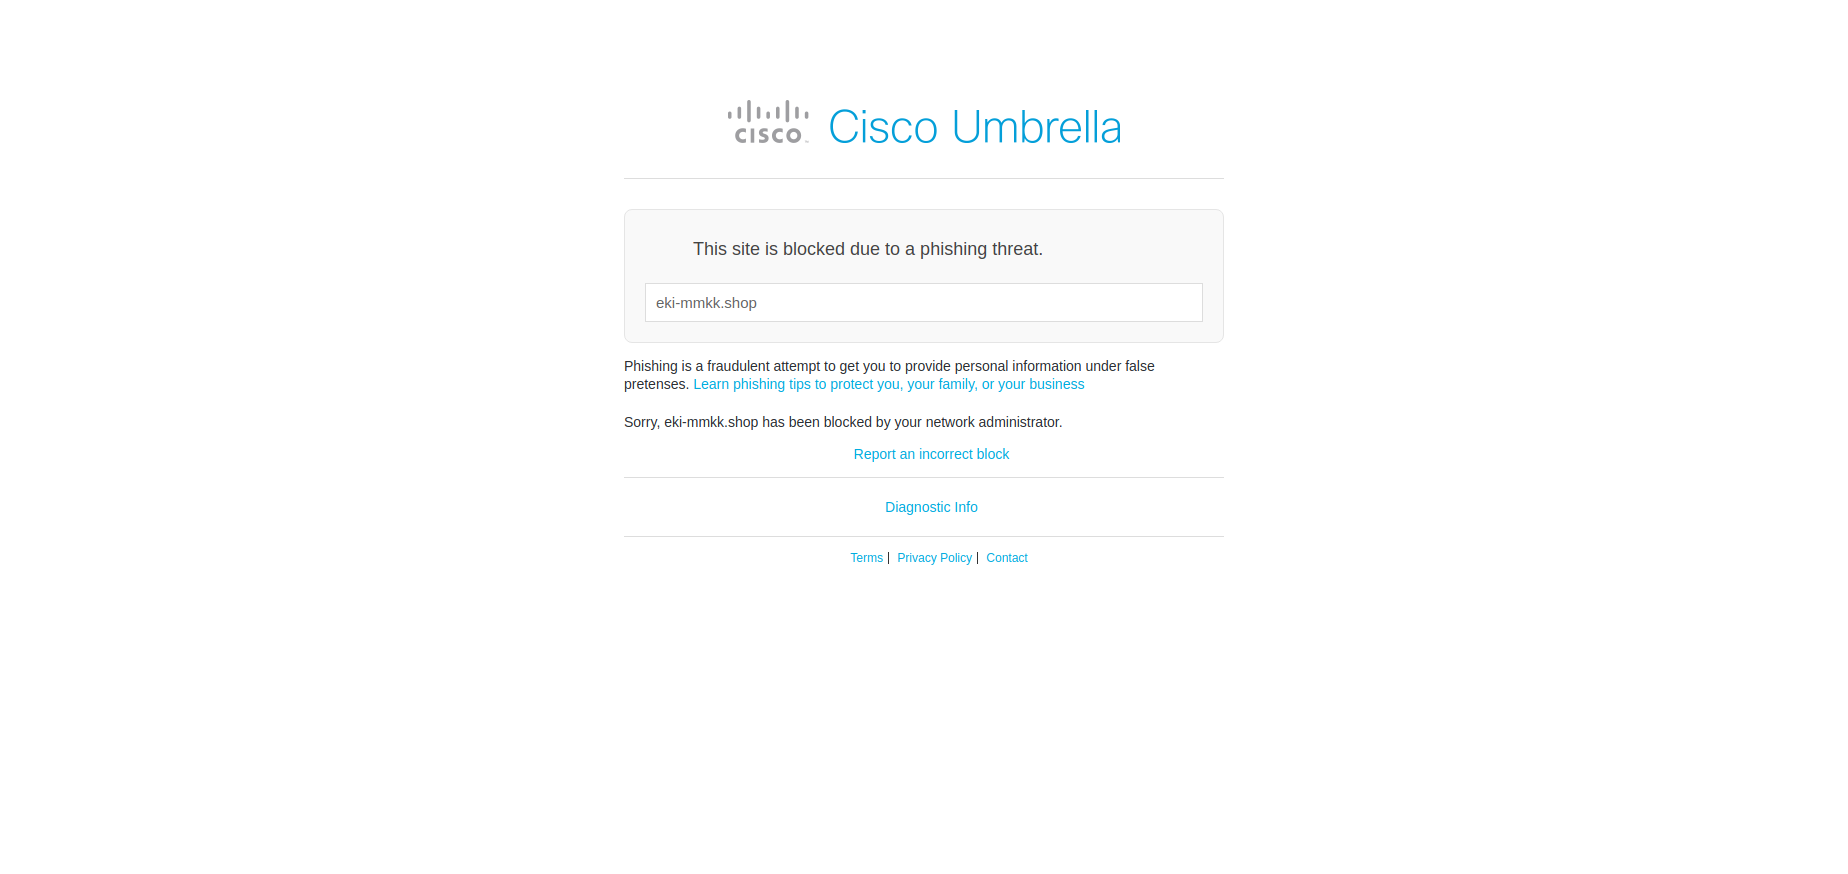 cisco
Cisco Umbrella
This site is blocked due to a phishing threat.
eki-mmkk.shop
Phishing is a fraudulent attempt to get you to provide personal information under false
pretenses. Learn phishing tips to protect you, your family, or your business
Sorry, eki-mmkk.shop has been blocked by your network administrator.
Report an incorrect block
Diagnostic Info
Terms | Privacy Policy | Contact